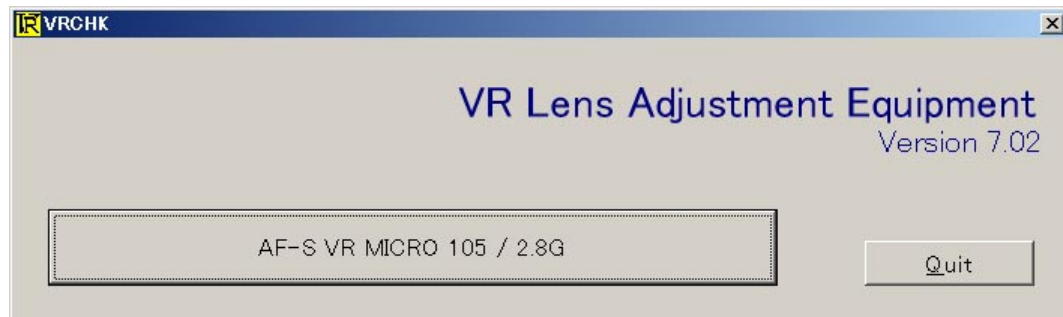 VRCHK
VR Lens Adjustment Equipment
Version 7.02
AF-S VR MICRO 105 / 2.8G
Quit